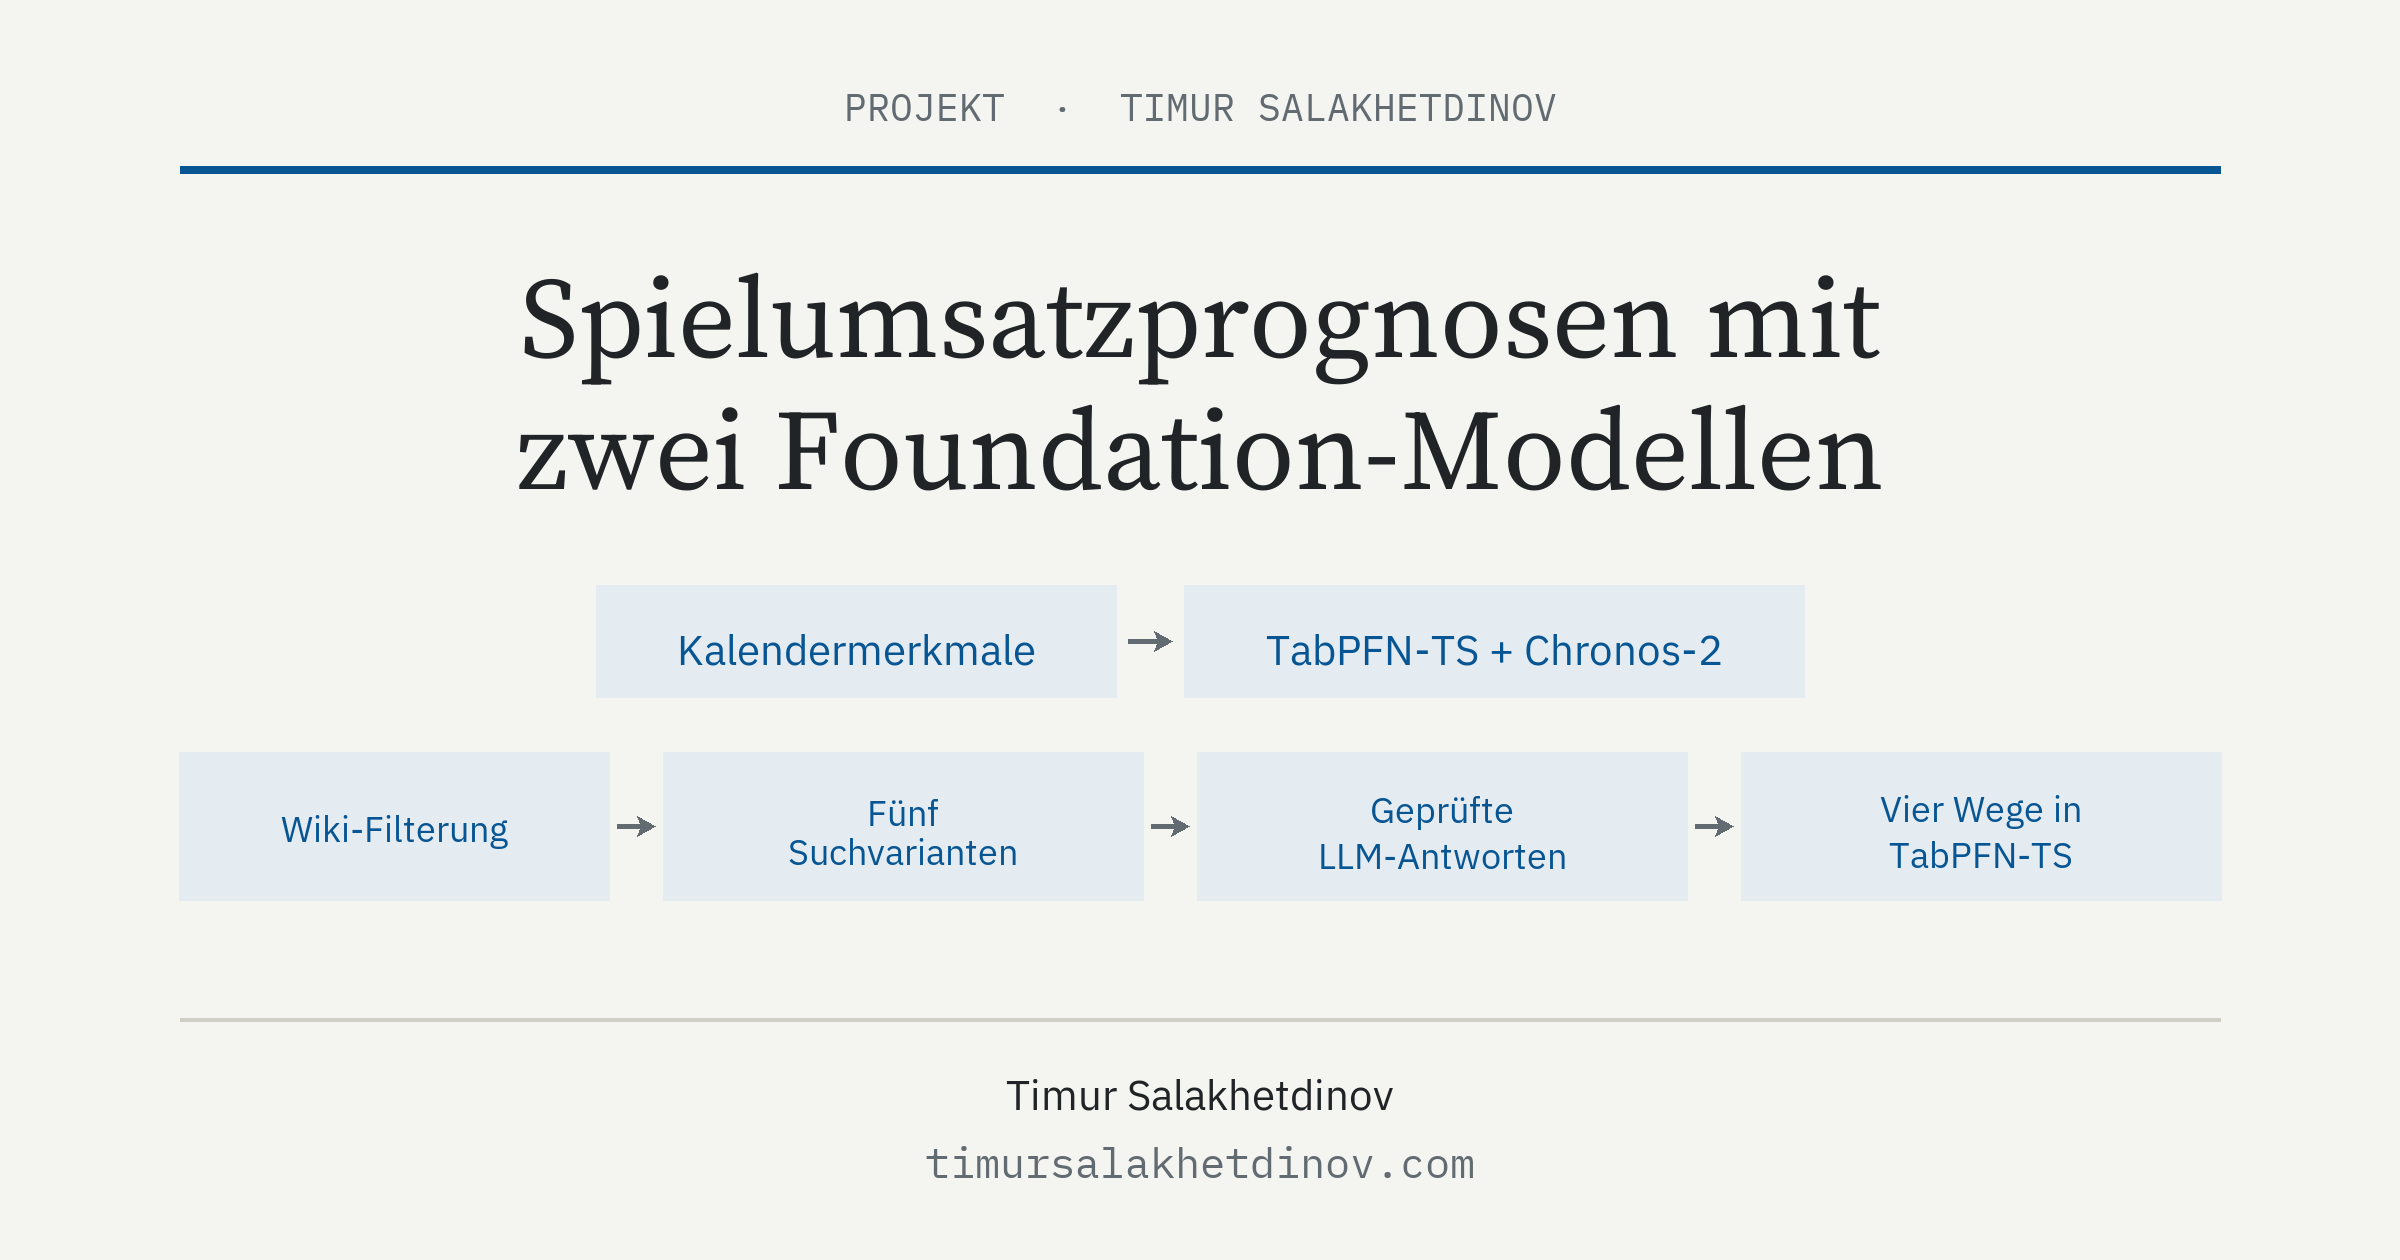 PROJEKT · TIMUR SALAKHETDINOV
Spielumsatzprognosen mit
zwei Foundation-Modellen
Kalendermerkmale → TabPFN-TS + Chronos-2
Wiki-Filterung →
Fünf
Suchvarianten →
Geprüfte
LLM-Antworten →
Vier Wege in
TabPFN-TS
Timur Salakhetdinov
timursalakhetdinov.com